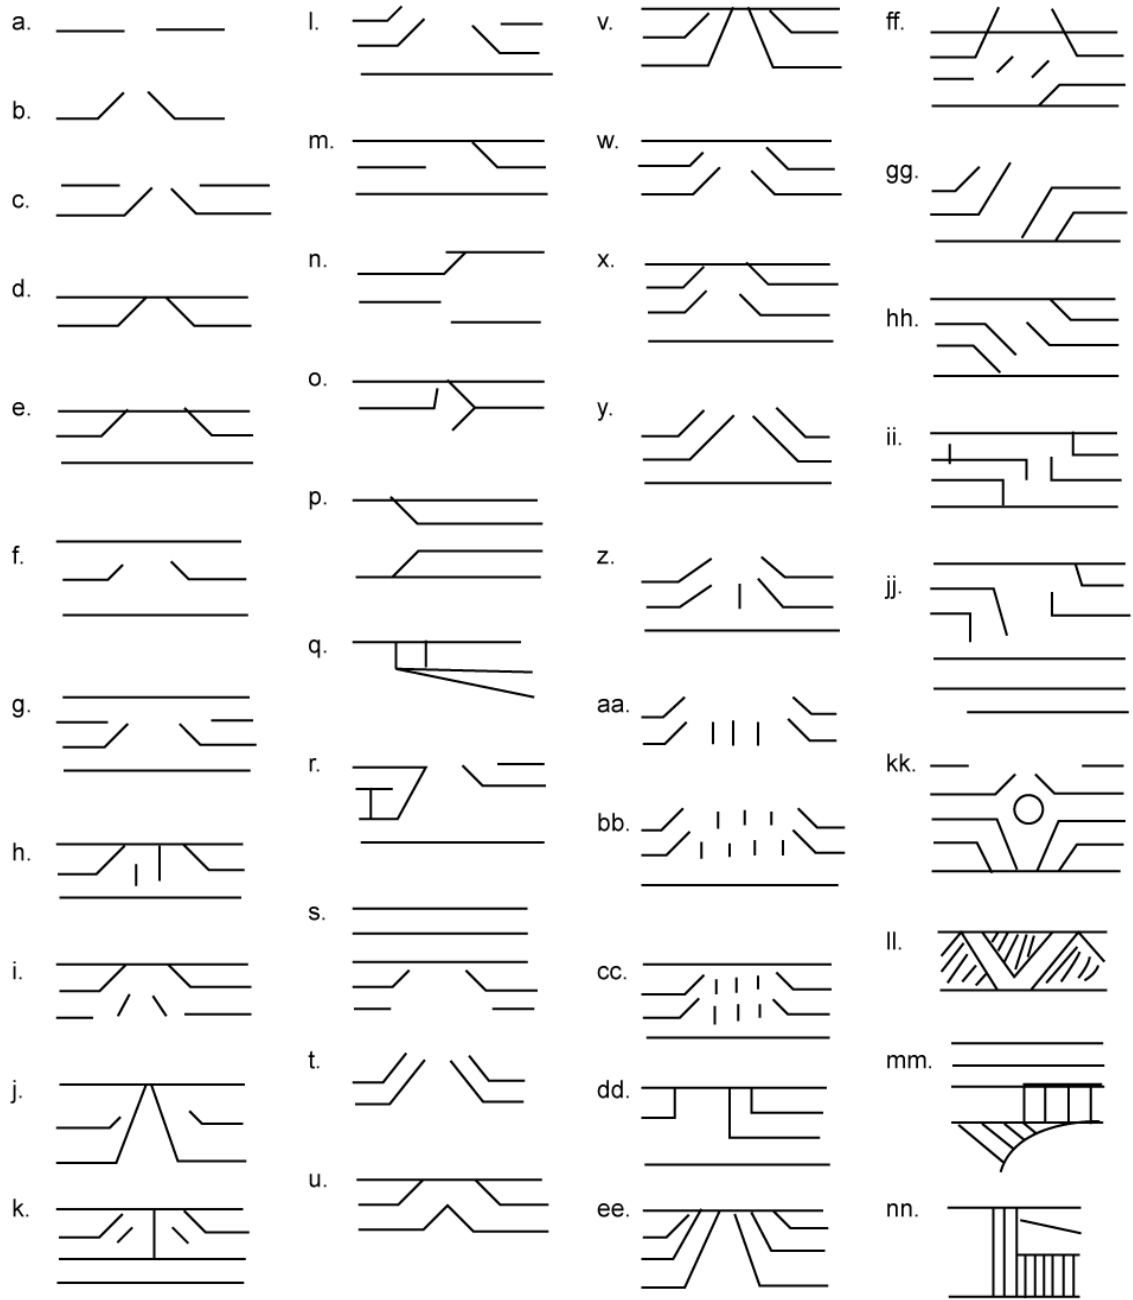 a.
b.
c.
d.
e.
f.
g.
h.
i.
j.
k.
l.
m.
n.
o.
p.
q.
r.
s.
t.
u.
v.
w.
x.
y.
z.
aa.
bb.
cc.
dd.
ee.
ff.
gg.
hh.
ii.
jj.
kk.
ll.
mm.
nn.